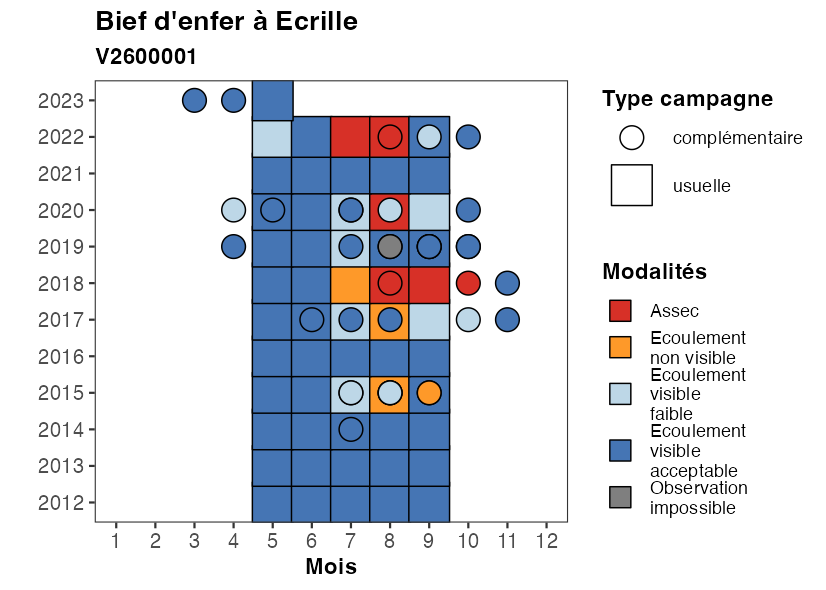 Bief d'enfer à Ecrille
V2600001
2023
2022
2021
2020
2019
2018
2017
2016
2015
2014
2013
2012
1 2 3 4 5 6 7 8 9 10 11 12
Mois
Type campagne
complémentaire
usuelle
Modalités
Assec
Ecoulement
non visible
Ecoulement
visible
faible
Ecoulement
visible
acceptable
Observation
impossible